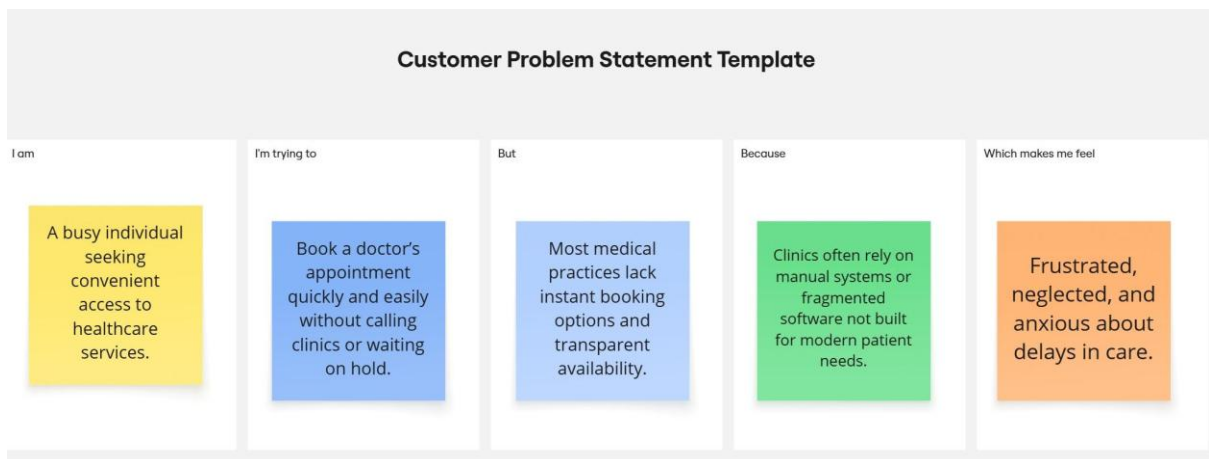 Customer Problem Statement Template
I am
A busy individual
seeking
convenient
access to
healthcare
services.
I'm trying to
Book a doctor's
appointment
quickly and easily
without calling
clinics or waiting
on hold.
But
Most medical
practices lack
instant booking
options and
transparent
availability.
Because
Clinics often rely on
manual systems or
fragmented
software not built
for modern patient
needs.
Which makes me feel
Frustrated,
neglected, and
anxious about
delays in care.